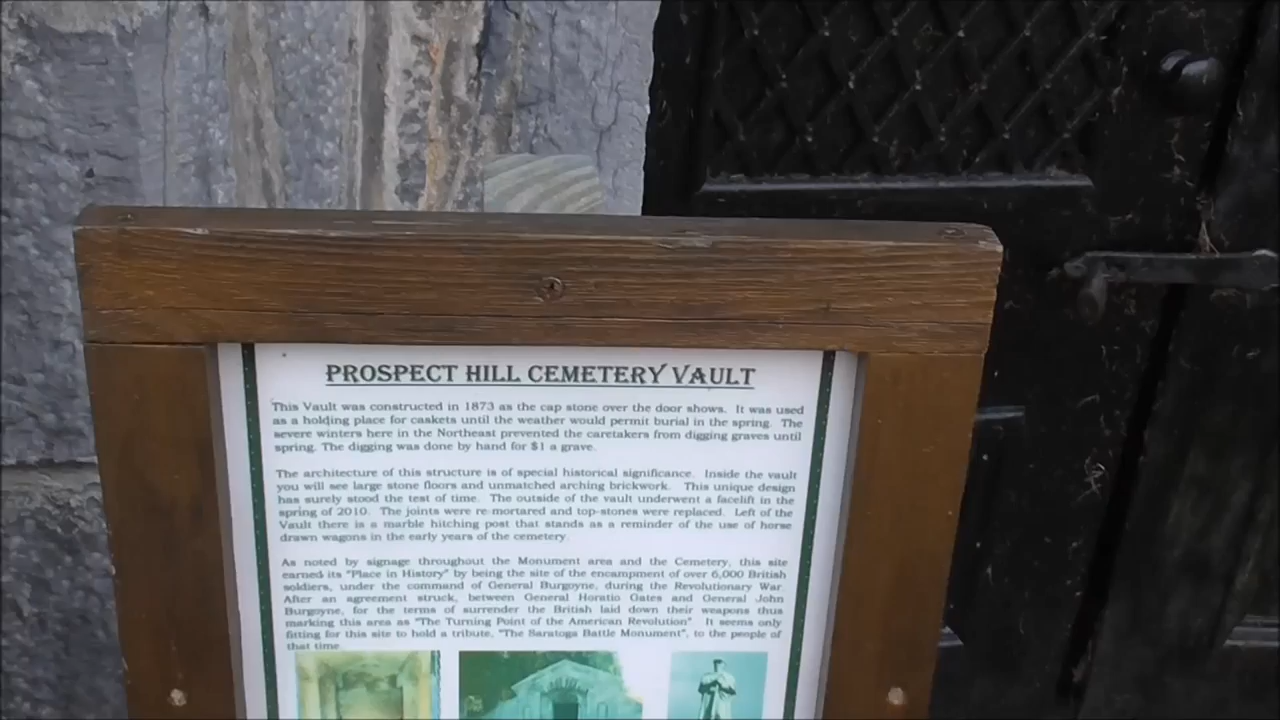 PROSPECT HILL CEMETERY VAULT
This Vault was constructed in 1873 as the cap stone over the door shows. It was used
as a holding place for caskets until the weather would permit burial in the spring. The
severe winters here in the Northeast prevented the caretakers from digging graves until
spring. The digging was done by hand for $1 a grave.
The architecture of this structure is of special historical significance. Inside the vault
you will see large stone floors and unmatched arching brickwork. This unique design
has surely stood the test of time. The outside of the vault underwent a facelift in the
spring of 2010. The joints were re-mortared and top-stones were replaced. Left of the
Vault there is a marble hitching post that stands as a reminder of the use of horse
drawn wagons in the early years of the cemetery.
As noted by signage throughout the Monument area and the Cemetery, this site
earned its "Place in History" by being the site of the encampment of over 6,000 British
soldiers, under the command of General Burgoyne, during the Revolutionary War.
After an agreement struck, between General Horatio Gates and General John
Burgoyne, for the terms of surrender the British laid down their weapons thus
marking this area as "The Turning Point of the American Revolution" It seems only
fitting for this site to hold a tribute, "The Saratoga Battle Monument", to the people of
that time.